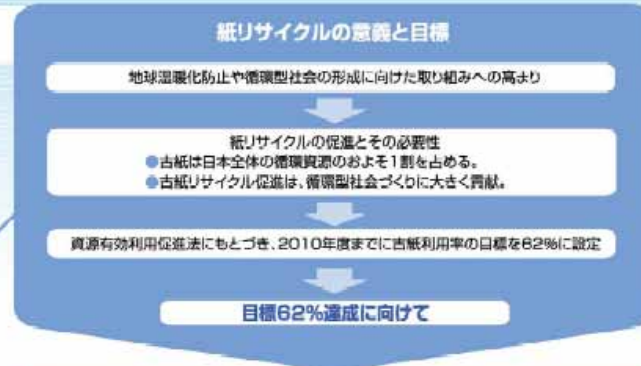 紙リサイクルの意義と目標
地球温暖化防止や循環型社会の形成に向けた取り組みへの高まり
紙リサイクルの促進とその必要性
●古紙は日本全体の循環資源のおよそ1割を占める。
●古紙リサイクル促進は、循環型社会づくりに大きく貢献。
資源有効利用促進法にもとづき、2010年度までに古紙利用率の目標を62%に設定
目標62%達成に向けて